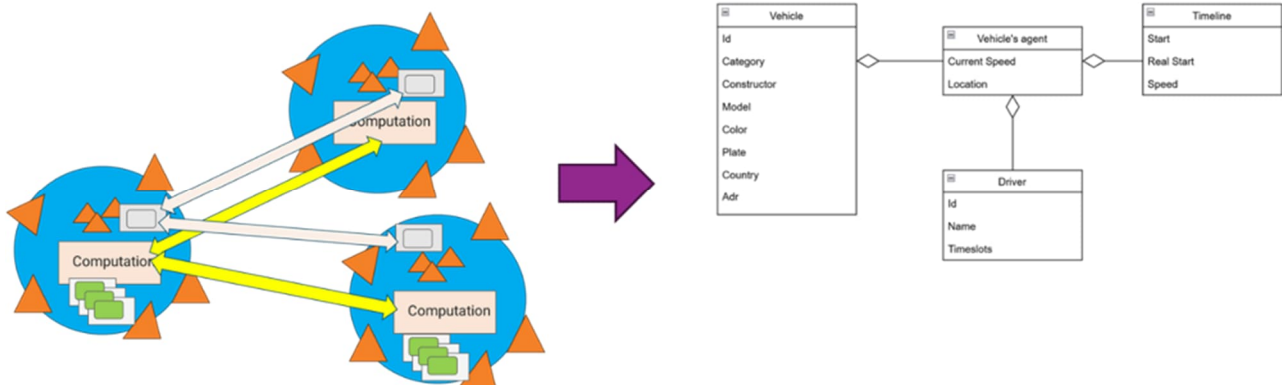 Computation
Computation
Computation
Vehicle
Id
Category
Constructor
Model
Color
Plate
Country
Adr
Vehicle's agent
Current Speed
Location
Timeline
Start
Real Start
Speed
Driver
Id
Name
Timeslots